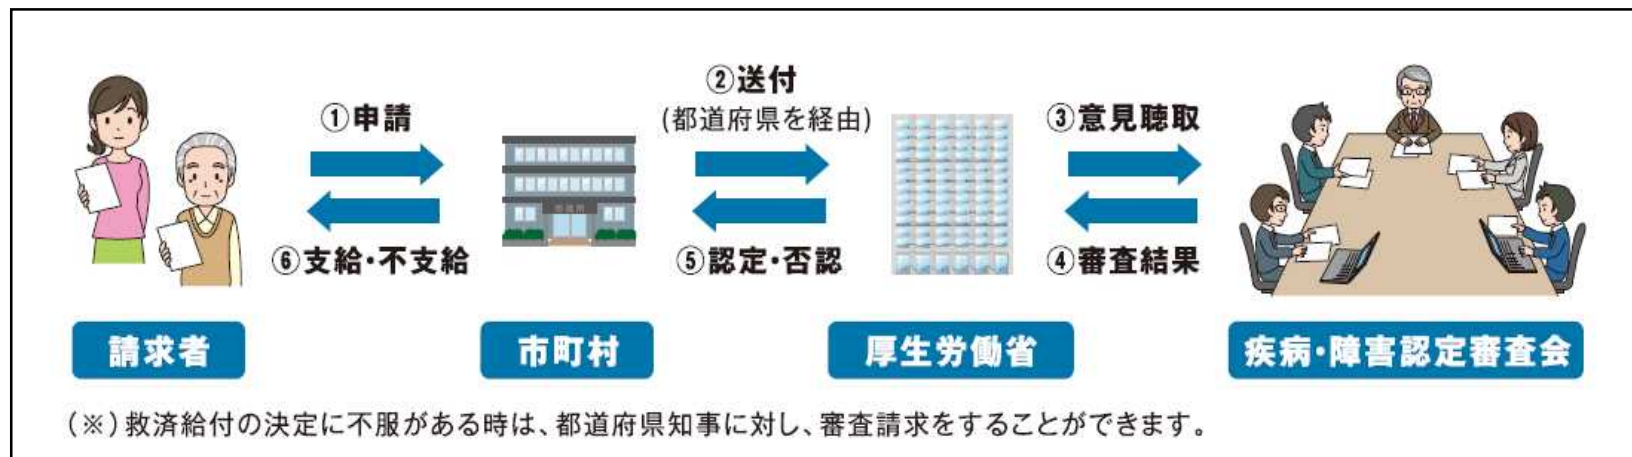 ①申請
②送付
(都道府県を経由)
③意見聴取
⑥支給・不支給
⑤認定・否認
④審査結果
請求者
市町村
厚生労働省
疾病・障害認定審査会
(※)救済給付の決定に不服がある時は、都道府県知事に対し、審査請求をすることができます。